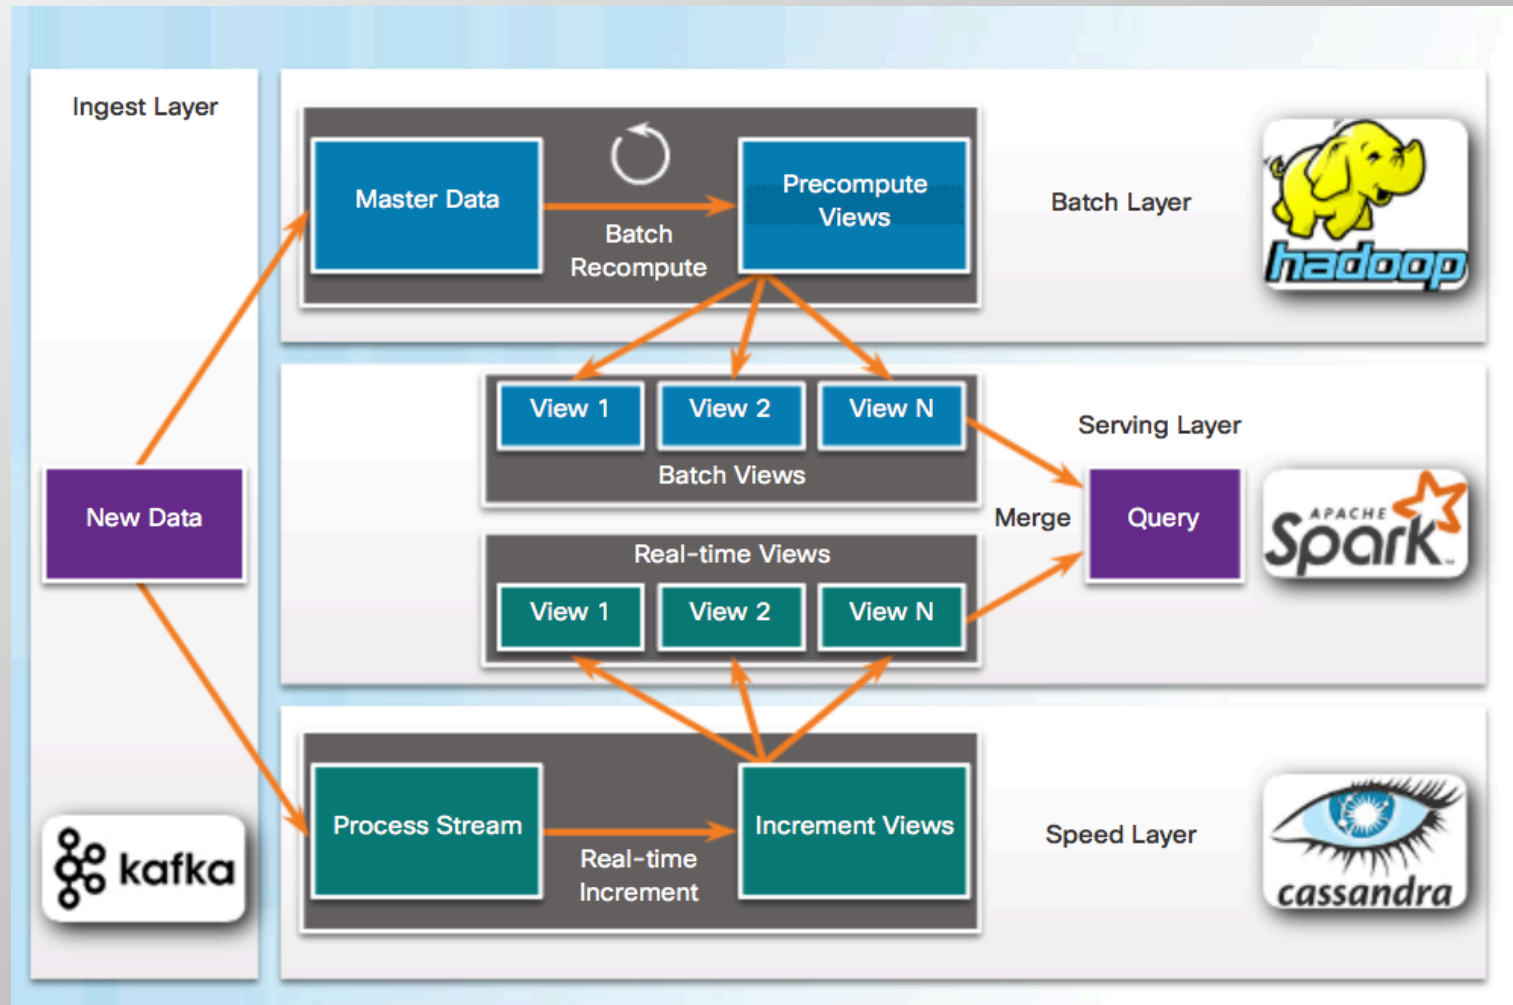 Ingest Layer
Master Data
Batch
Recompute
Precompute
Views
Batch Layer
hadoop
View 1
View 2
View N
Batch Views
Serving Layer
New Data
Merge
Query
APACHE
Spark
Real-time Views
View 1
View 2
View N
Process Stream
Real-time
Increment
Increment Views
Speed Layer
kafka
cassandra